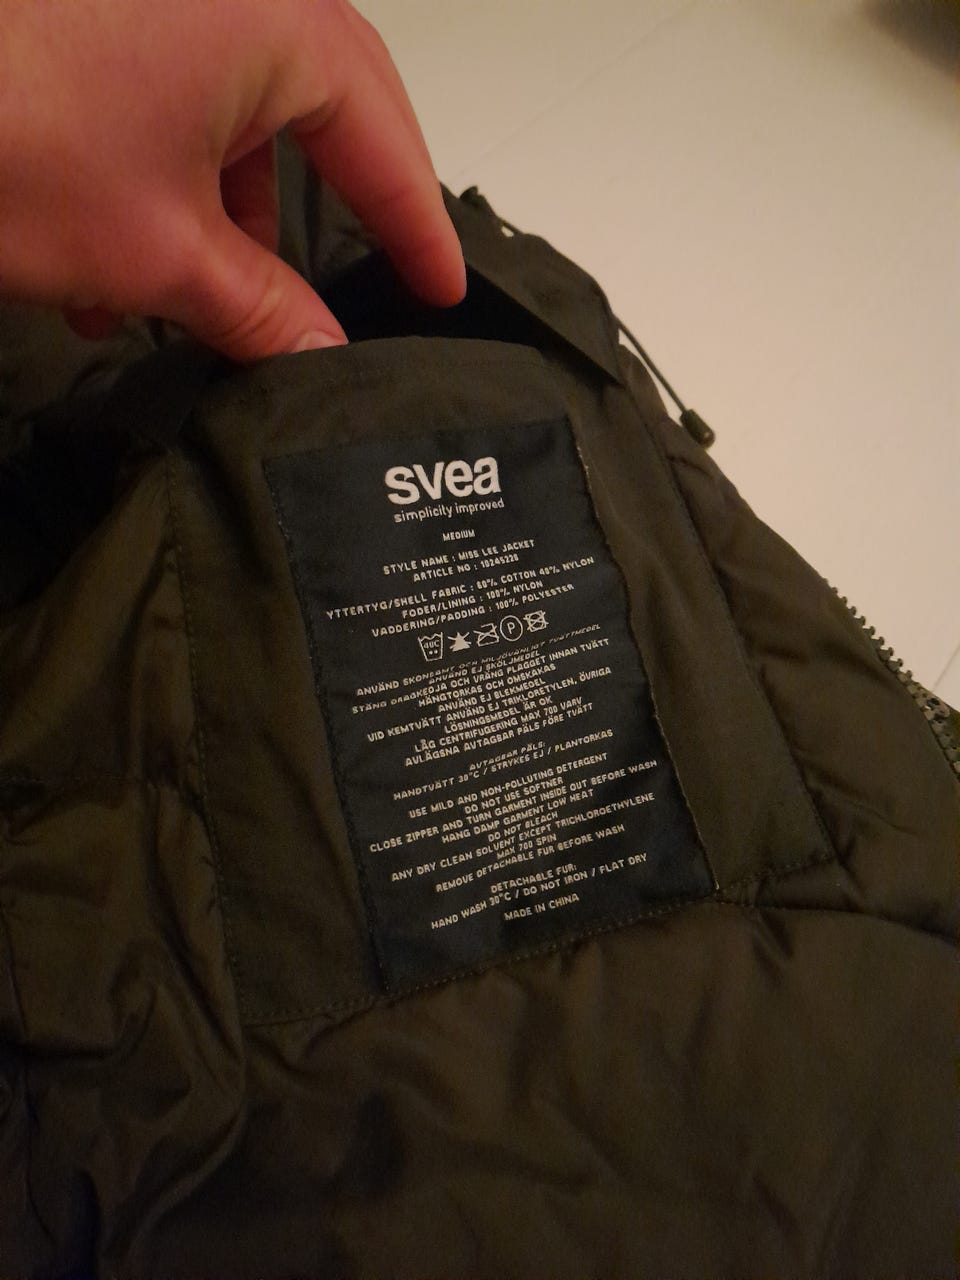 svea
simplicity improved
MEDIUM
STYLE NAME : MISS LEE JACKET
ARTICLE NO : 10245220
YTTERTYG/SHELL FABRIC : 60% COTTON 40% NYLON
FODER/LINING : 100% NYLON
VADDERING/PADDING : 100% POLYESTER
40C P
ANVÄND SKONSAMT OCH MILJÖVÄNLIGT TVÄTTMEDEL
ANVÄND EJ SKÖLJMEDEL
STÄNG DRAGKEDJA OCH VRÄNG PLAGGET INNAN TVÄTT
HÄNGTORKAS OCH OMSKAKAS
ANVÄND EJ BLEKMEDEL
VID KEMTVÄTT ANVÄND EJ TRIKLORETYLEN, ÖVRIGA
LÖSNINGSMEDEL ÄR OK
LÅG CENTRIFUGERING MAX 700 VARV
AVLÄGSNA AVTAGBAR PÄLS FÖRE TVÄTT
AVTAGBAR PÄLS:
HANDTVÄTT 30°C / STRYKES EJ / PLANTORKAS
USE MILD AND NON-POLLUTING DETERGENT
DO NOT USE SOFTNER
CLOSE ZIPPER AND TURN GARMENT INSIDE OUT BEFORE WASH
HANG DAMP GARMENT LOW HEAT
DO NOT BLEACH
ANY DRY CLEAN SOLVENT EXCEPT TRICHLOROETHYLENE
MAX 700 SPIN
REMOVE DETACHABLE FUR BEFORE WASH
DETACHABLE FUR:
HAND WASH 30°C / DO NOT IRON / FLAT DRY
MADE IN CHINA